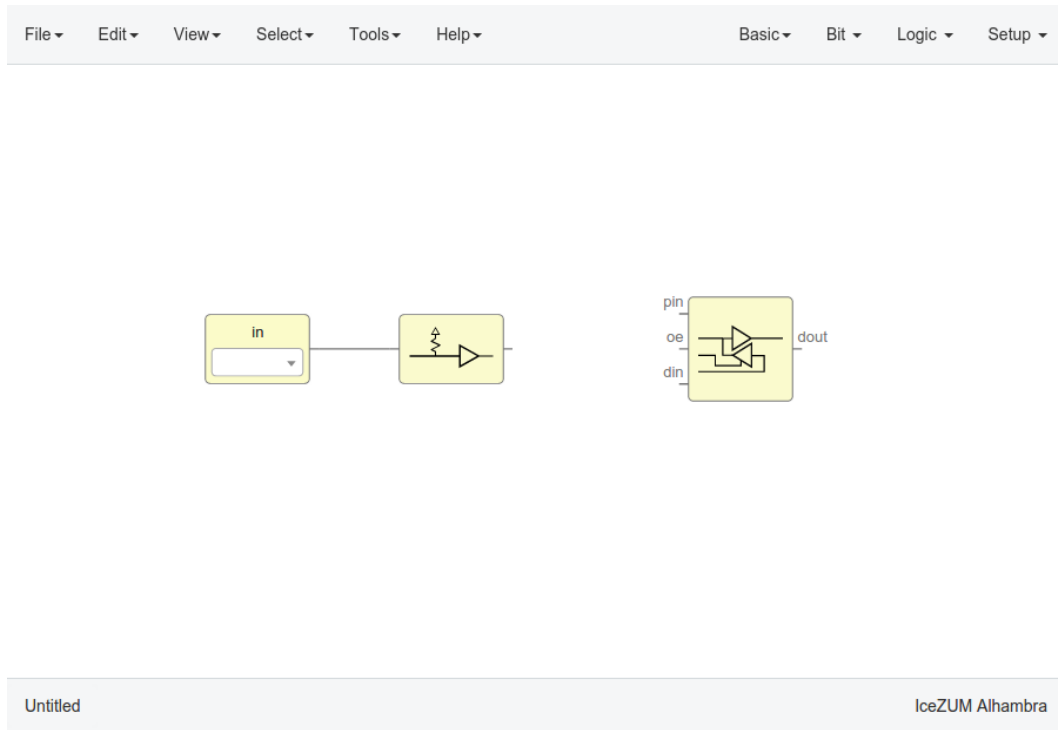 File Edit View Select Tools Help Basic Bit Logic Setup
in
pin
oe
din
dout
Untitled IceZUM Alhambra